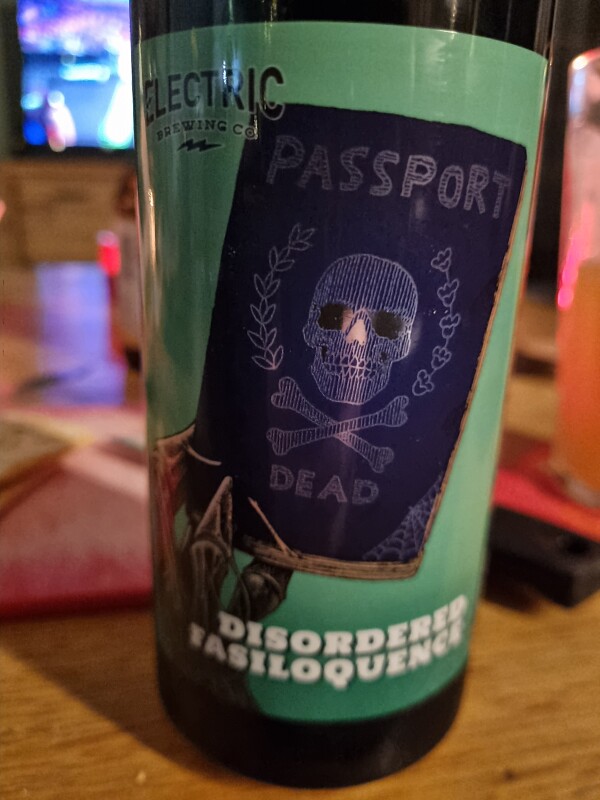 ELECTRIC
BREWING CO
PASSPORT
DEAD
DISORDERED
FASILOQUENCE